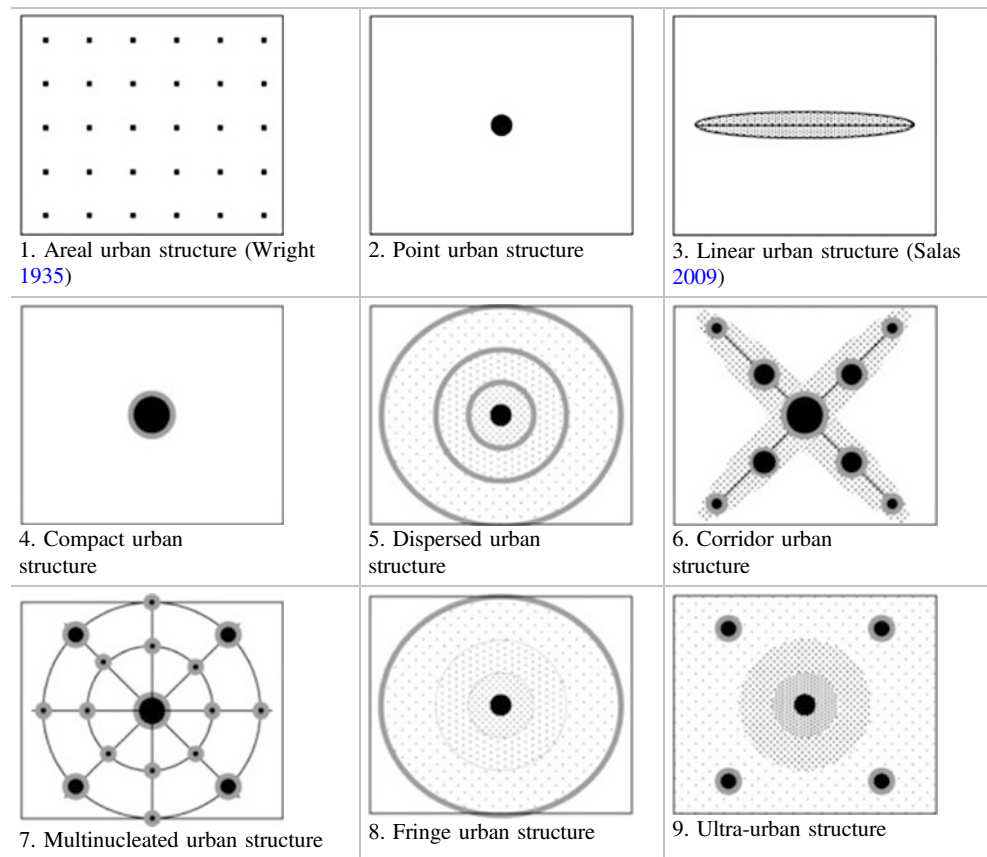 1. Areal urban structure (Wright
1935)
2. Point urban structure
3. Linear urban structure (Salas
2009)
4. Compact urban
structure
5. Dispersed urban
structure
6. Corridor urban
structure
7. Multinucleated urban structure
8. Fringe urban structure
9. Ultra-urban structure